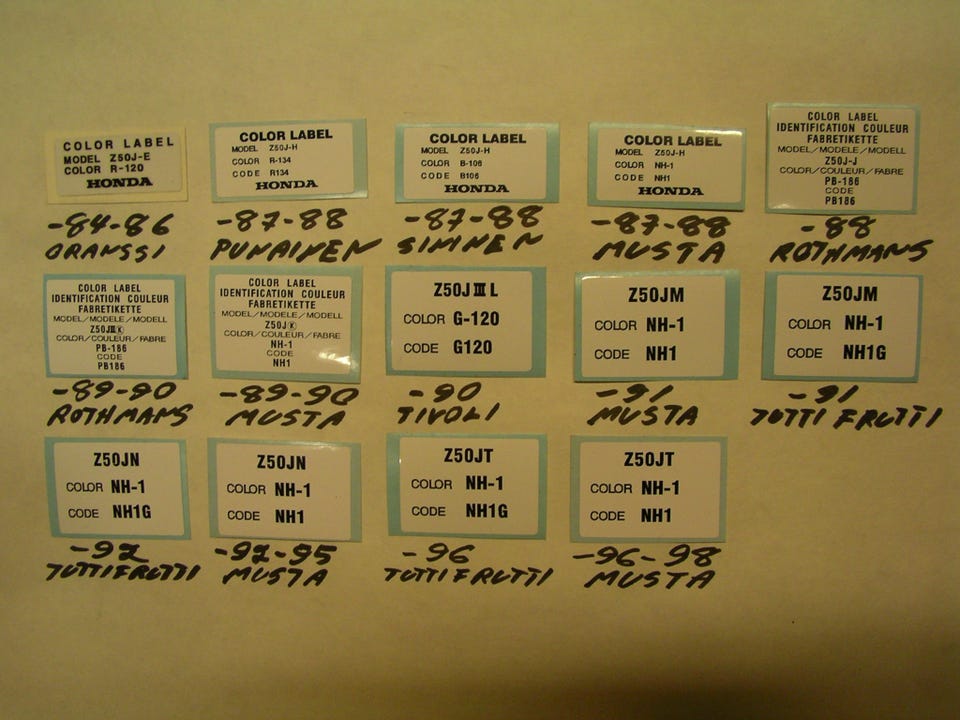 COLOR LABEL
MODEL Z50J-E
COLOR R-120
HONDA
-84-86
ORANSSI
COLOR LABEL
MODEL Z50J-H
COLOR R-134
CODE R134
HONDA
-87-88
PUNAINEN
COLOR LABEL
MODEL Z50J-H
COLOR B-106
CODE B106
HONDA
-87-88
SININEN
COLOR LABEL
MODEL Z50J-H
COLOR NH-1
CODE NH1
HONDA
-87-88
MUSTA
COLOR LABEL
IDENTIFICATION COULEUR
FABRETIKETTE
MODEL/MODELE/MODELL
Z50J-J
COLOR/COULEUR/FABRE
PB-186
CODE
PB186
-88
ROTHMANS
COLOR LABEL
IDENTIFICATION COULEUR
FABRETIKETTE
MODEL/MODELE/MODELL
Z50JⅢⓀ
COLOR/COULEUR/FABRE
PB-186
CODE
PB186
-89-90
ROTHMANS
COLOR LABEL
IDENTIFICATION COULEUR
FABRETIKETTE
MODEL/MODELE/MODELL
Z50JⓀ
COLOR/COULEUR/FABRE
NH-1
CODE
NH1
-89-90
MUSTA
Z50JⅢL
COLOR G-120
CODE G120
-90
TIVOLI
Z50JM
COLOR NH-1
CODE NH1
-91
MUSTA
Z50JM
COLOR NH-1
CODE NH1G
-91
TUTTI FRUTTI
Z50JN
COLOR NH-1
CODE NH1G
-92
TUTTI FRUTTI
Z50JN
COLOR NH-1
CODE NH1
-92-95
MUSTA
Z50JT
COLOR NH-1
CODE NH1G
-96
TUTTI FRUTTI
Z50JT
COLOR NH-1
CODE NH1
-96-98
MUSTA